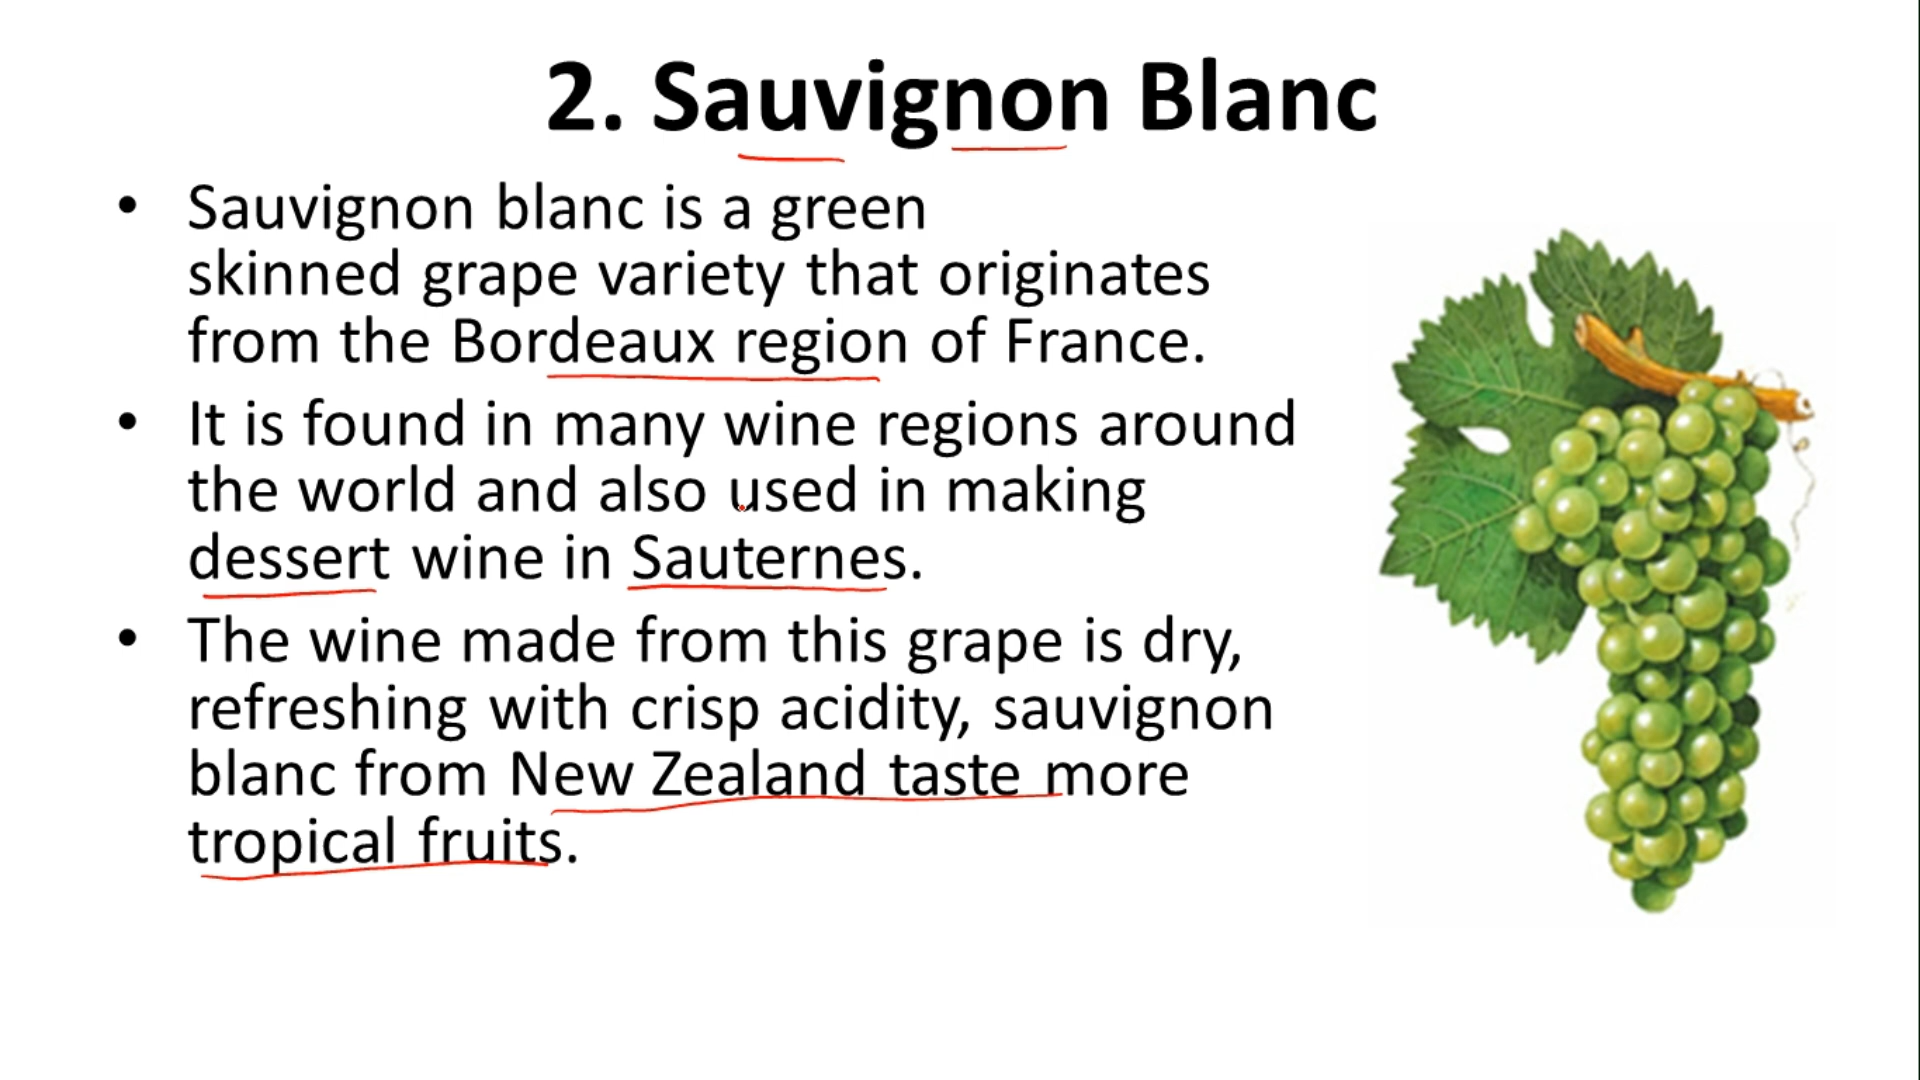 2. Sauvignon Blanc
• Sauvignon blanc is a green
skinned grape variety that originates
from the Bordeaux region of France.
• It is found in many wine regions around
the world and also used in making
dessert wine in Sauternes.
• The wine made from this grape is dry,
refreshing with crisp acidity, sauvignon
blanc from New Zealand taste more
tropical fruits.